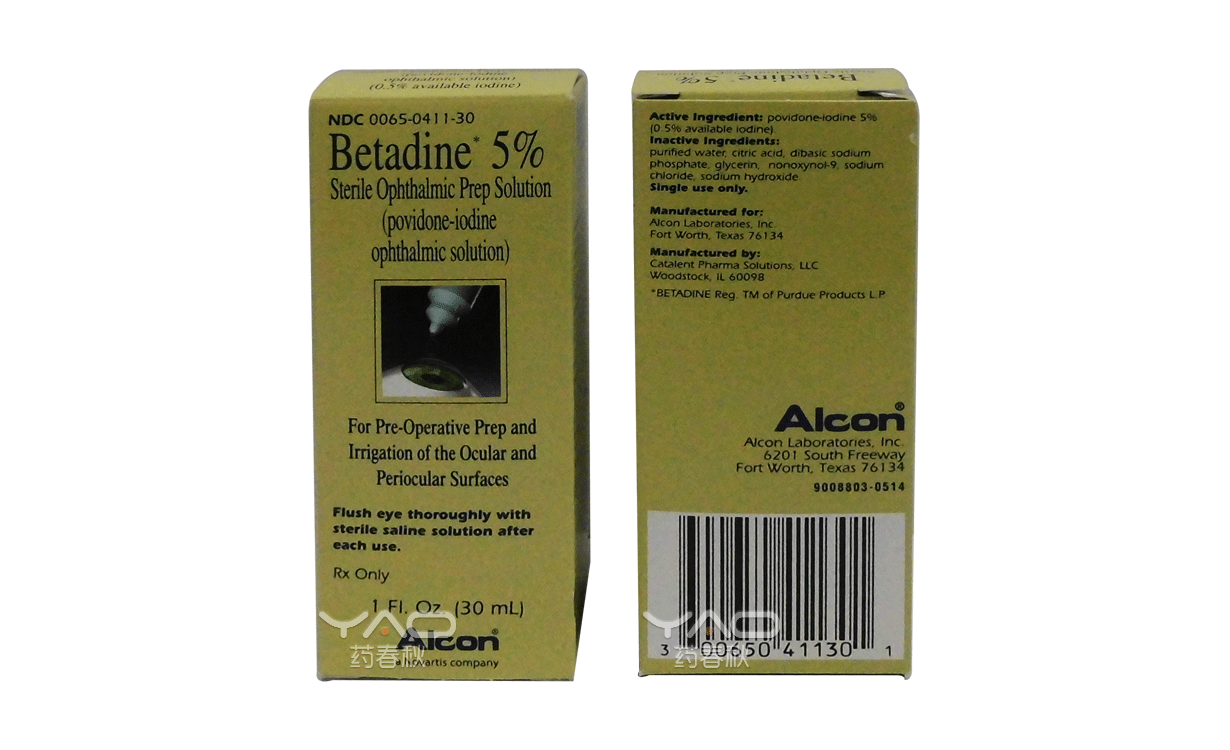 ophthalmic solution)
(0.5% available iodine)
NDC 0065-0411-30
Betadine* 5%
Sterile Ophthalmic Prep Solution
(povidone-iodine
ophthalmic solution)
For Pre-Operative Prep and
Irrigation of the Ocular and
Periocular Surfaces
Flush eye thoroughly with
sterile saline solution after
each use.
Rx Only
1 Fl. Oz. (30 mL)
Alcon®
a Novartis company
YAO
药春秋
Betadine 5%
Active Ingredient: povidone-iodine 5%
(0.5% available iodine).
Inactive Ingredients:
purified water, citric acid, dibasic sodium
phosphate, glycerin, nonoxynol-9, sodium
chloride, sodium hydroxide.
Single use only.
Manufactured for:
Alcon Laboratories, Inc.
Fort Worth, Texas 76134
Manufactured by:
Catalent Pharma Solutions, LLC
Woodstock, IL 60098
*BETADINE Reg. TM of Purdue Products L.P.
Alcon®
Alcon Laboratories, Inc.
6201 South Freeway
Fort Worth, Texas 76134
9008803-0514
3 00650 41130 1
YAO
药春秋